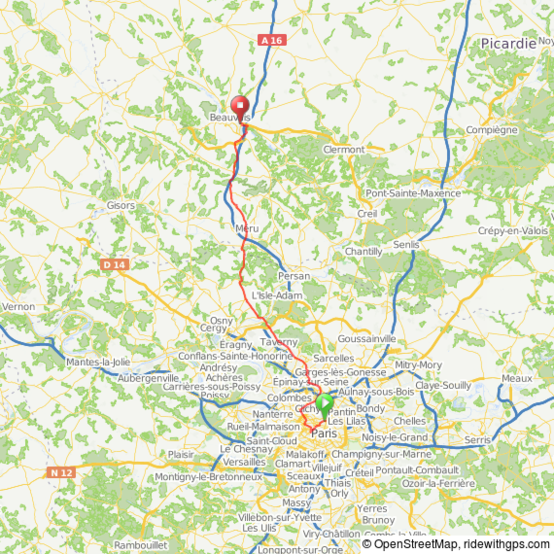 A 16
Picardie
Noy
Beauvais
Compiègne
Clermont
Pont-Sainte-Maxence
Gisors
Creil
Méru
Crépy-en-Valois
Senlis
Chantilly
D 14
Persan
L'Isle-Adam
Vernon
Osny
Cergy
Goussainville
Éragny
Taverny
Conflans-Sainte-Honorine
Sarcelles
Mantes-la-Jolie
Andrésy
Garges-lès-Gonesse
Mitry-Mory
Aubergenville
Achères
Épinay-sur-Seine
Meaux
Carrières-sous-Poissy
Aulnay-sous-Bois
Claye-Souilly
Poissy
Colombes
Clichy
Pantin
Bondy
Nanterre
Les Lilas
Chelles
Rueil-Malmaison
Paris
Noisy-le-Grand
Saint-Cloud
Serris
Le Chesnay
Plaisir
Malakoff
Champigny-sur-Marne
Versailles
Clamart
Villejuif
N 12
Créteil
Pontault-Combault
Montigny-le-Bretonneux
Sceaux
Thiais
Antony
Orly
Ozoir-la-Ferrière
Massy
Yerres
Villebon-sur-Yvette
Brunoy
Les Ulis
Viry-Châtillon
Combs-la-Ville
Rambouillet
Longpont-sur-Orge
© OpenStreetMap, ridewithgps.com